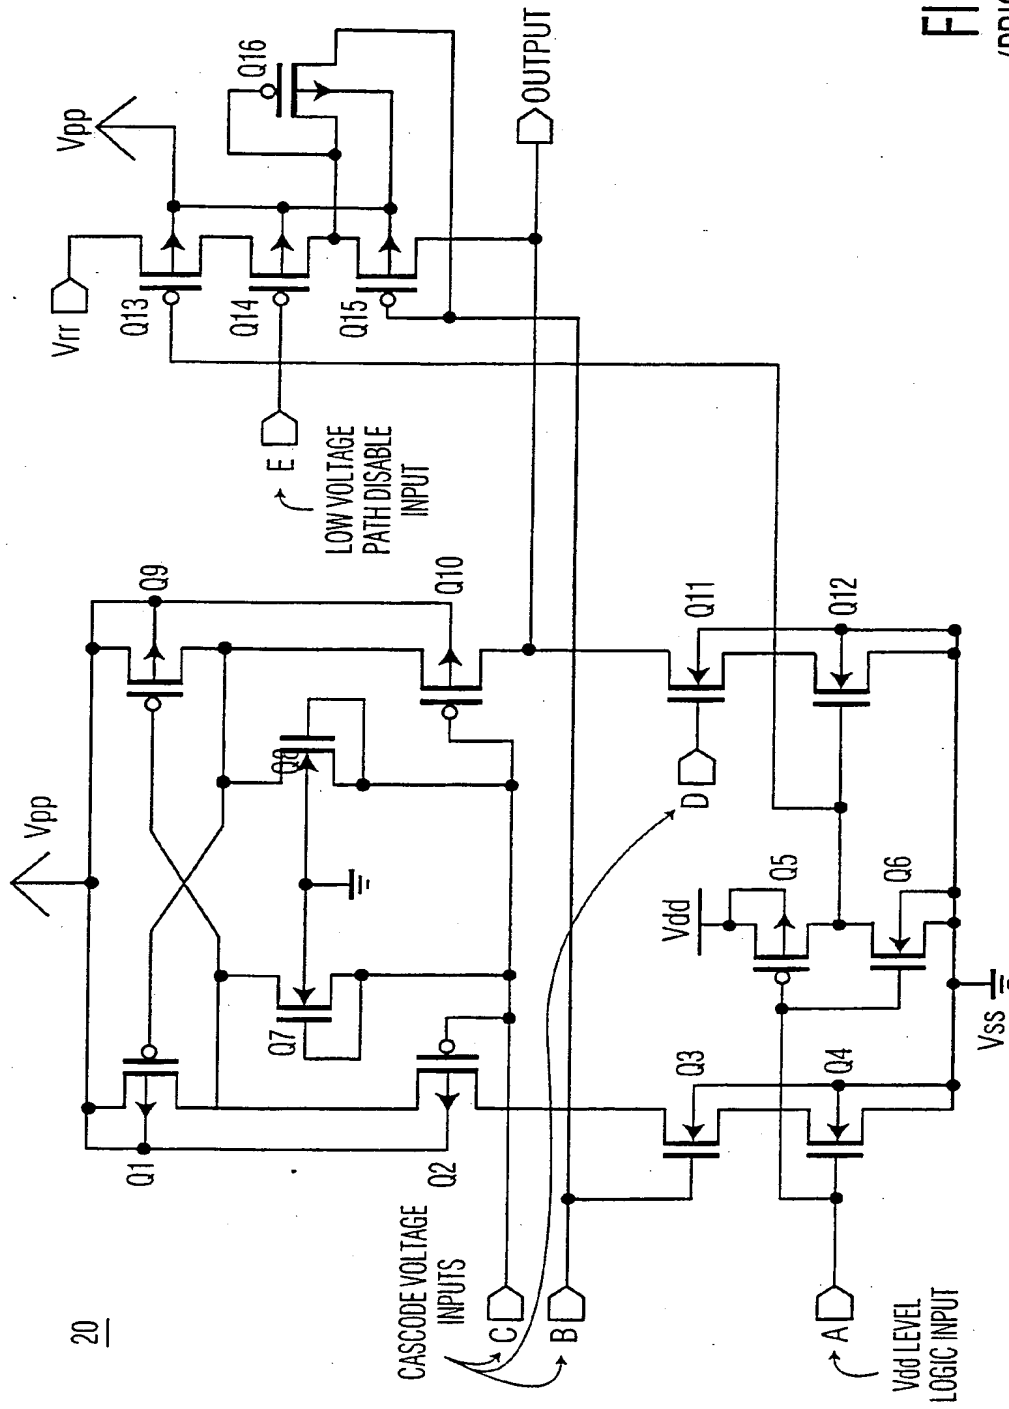 20
Vpp
Vpp
Vrr
Q13
Q14
Q15
Q16
OUTPUT
E
LOW VOLTAGE
PATH DISABLE
INPUT
Q1
Q2
Q9
Q10
Q7
Q8
CASCODE VOLTAGE
INPUTS
C
B
D
Q3
Q4
Q11
Q12
Vdd
Q5
Q6
A
Vdd LEVEL
LOGIC INPUT
Vss